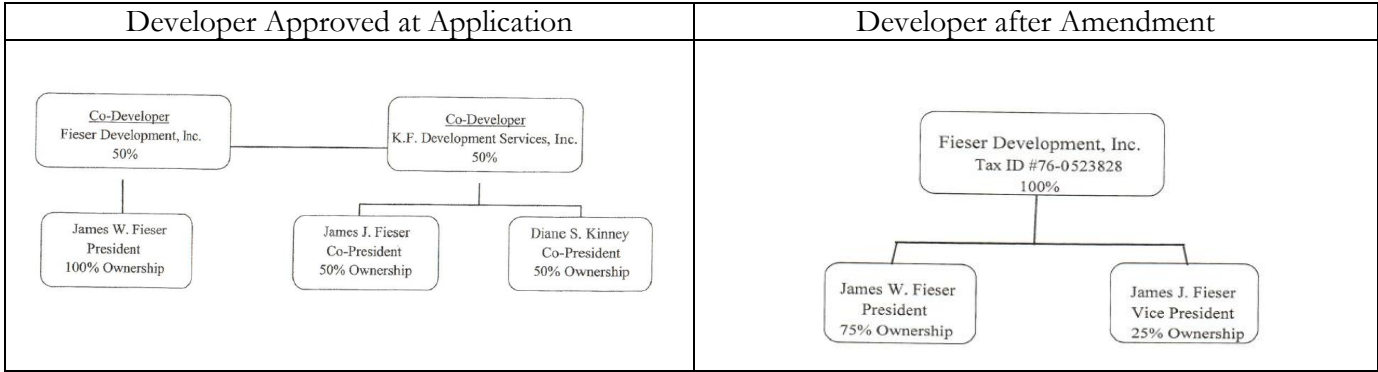 Developer Approved at Application
Developer after Amendment
Co-Developer
Fieser Development, Inc.
50%
Co-Developer
K.F. Development Services, Inc.
50%
James W. Fieser
President
100% Ownership
James J. Fieser
Co-President
50% Ownership
Diane S. Kinney
Co-President
50% Ownership
Fieser Development, Inc.
Tax ID #76-0523828
100%
James W. Fieser
President
75% Ownership
James J. Fieser
Vice President
25% Ownership